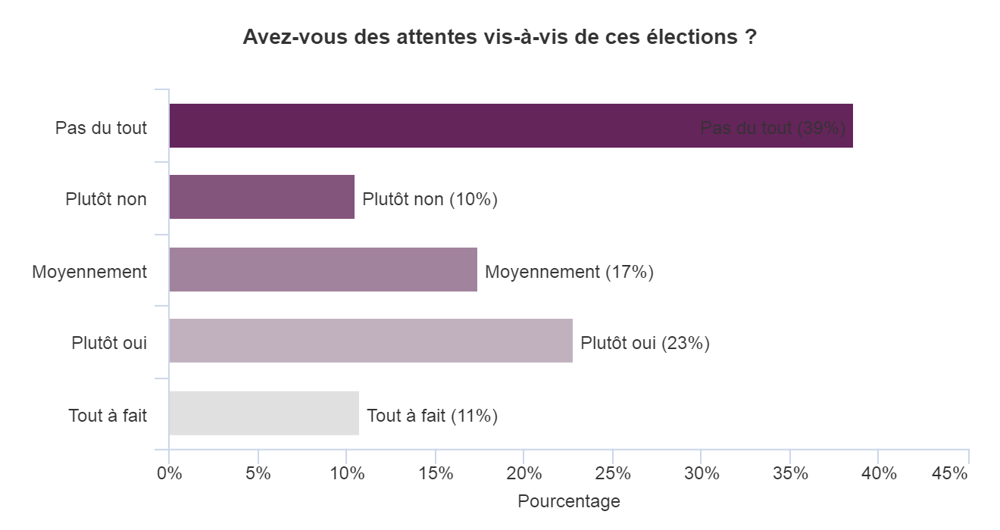 Avez-vous des attentes vis-à-vis de ces élections ?
Pas du tout
Pas du tout (39%)
Plutôt non
Plutôt non (10%)
Moyennement
Moyennement (17%)
Plutôt oui
Plutôt oui (23%)
Tout à fait
Tout à fait (11%)
0% 5% 10% 15% 20% 25% 30% 35% 40% 45%
Pourcentage